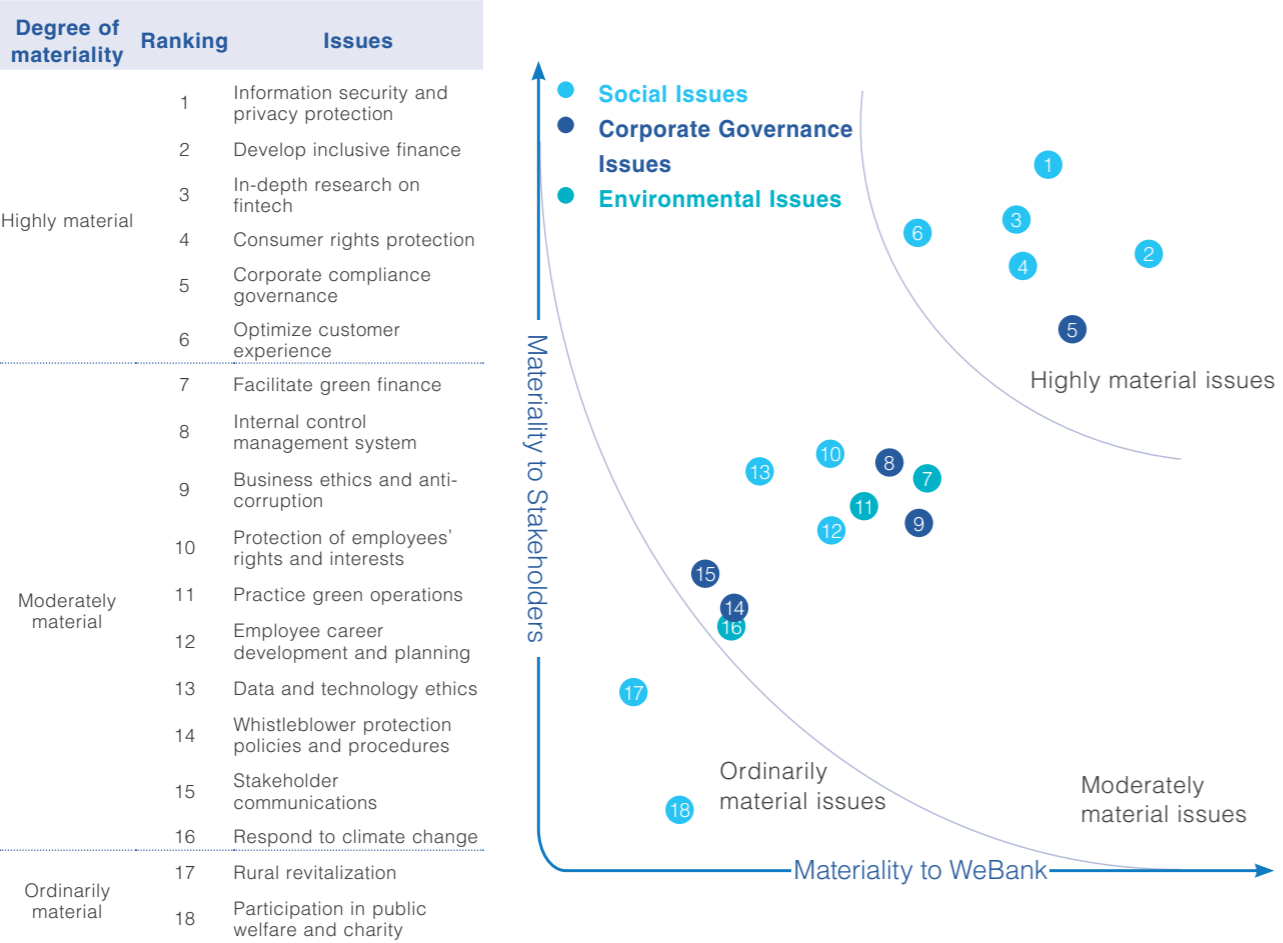 Degree of
materiality
Ranking
Issues
Highly material
1
Information security and
privacy protection
2
Develop inclusive finance
3
In-depth research on
fintech
4
Consumer rights protection
5
Corporate compliance
governance
6
Optimize customer
experience
Moderately
material
7
Facilitate green finance
8
Internal control
management system
9
Business ethics and anti-
corruption
10
Protection of employees’
rights and interests
11
Practice green operations
12
Employee career
development and planning
13
Data and technology ethics
14
Whistleblower protection
policies and procedures
15
Stakeholder
communications
16
Respond to climate change
Ordinarily
material
17
Rural revitalization
18
Participation in public
welfare and charity
Social Issues
Corporate Governance
Issues
Environmental Issues
Materiality to Stakeholders
1
3
6
2
4
5
Highly material issues
10
8
13
7
11
9
12
15
14
16
17
18
Ordinarily
material issues
Moderately
material issues
Materiality to WeBank